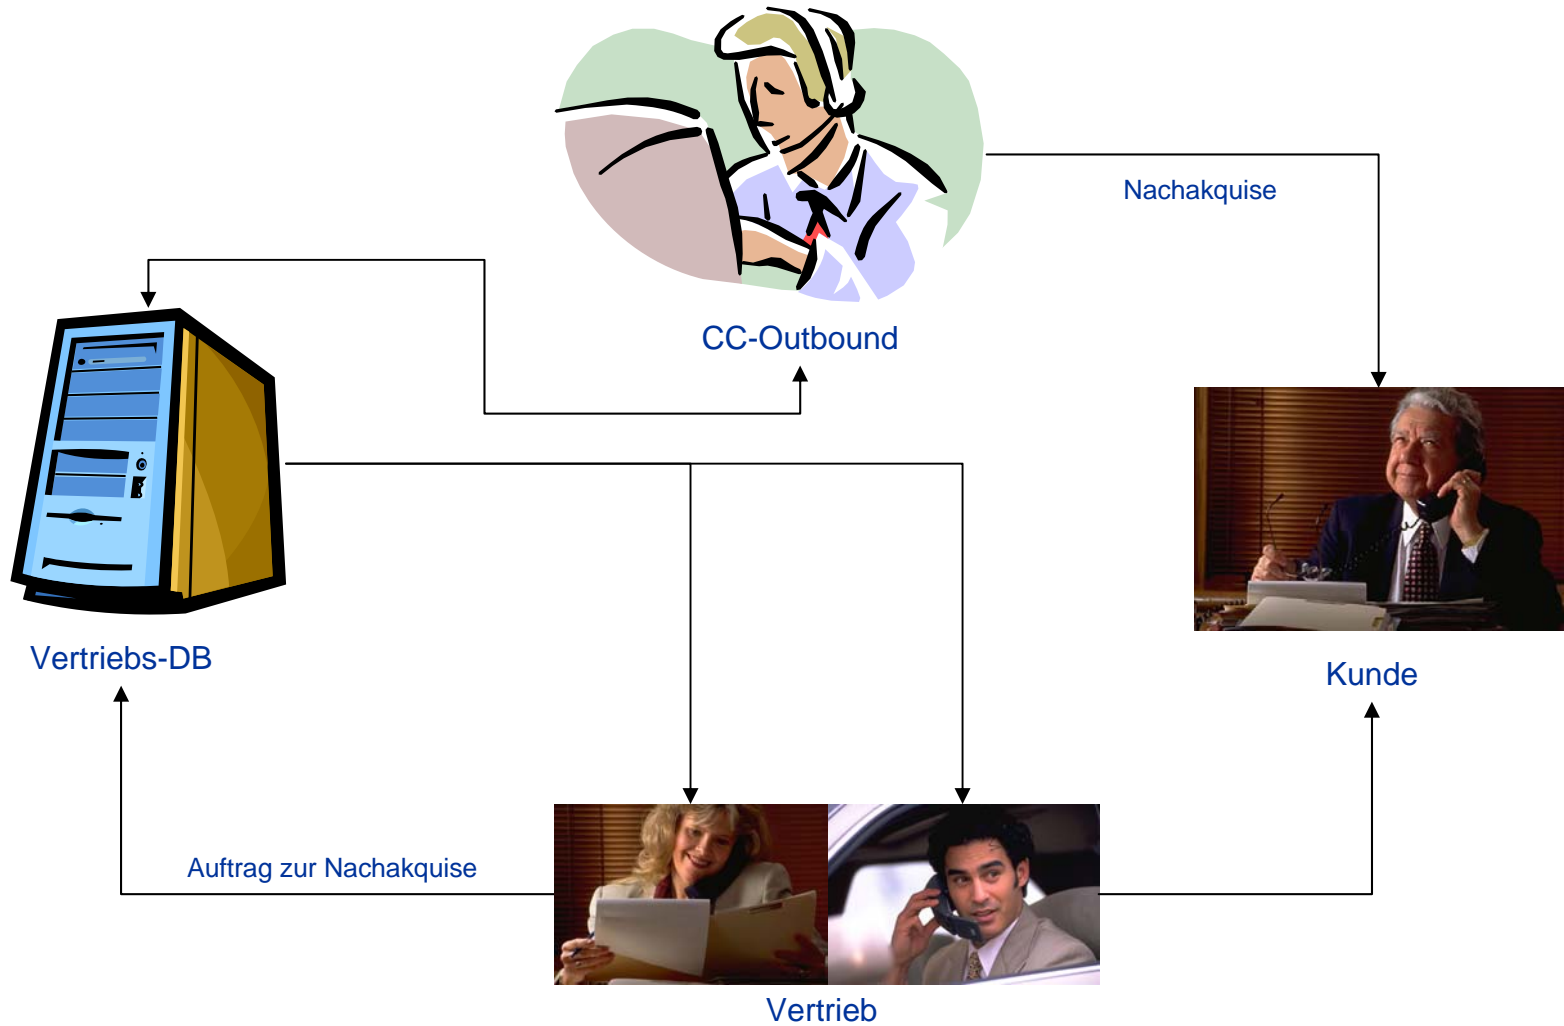 Nachakquise
CC-Outbound
Vertriebs-DB
Kunde
Auftrag zur Nachakquise
Vertrieb